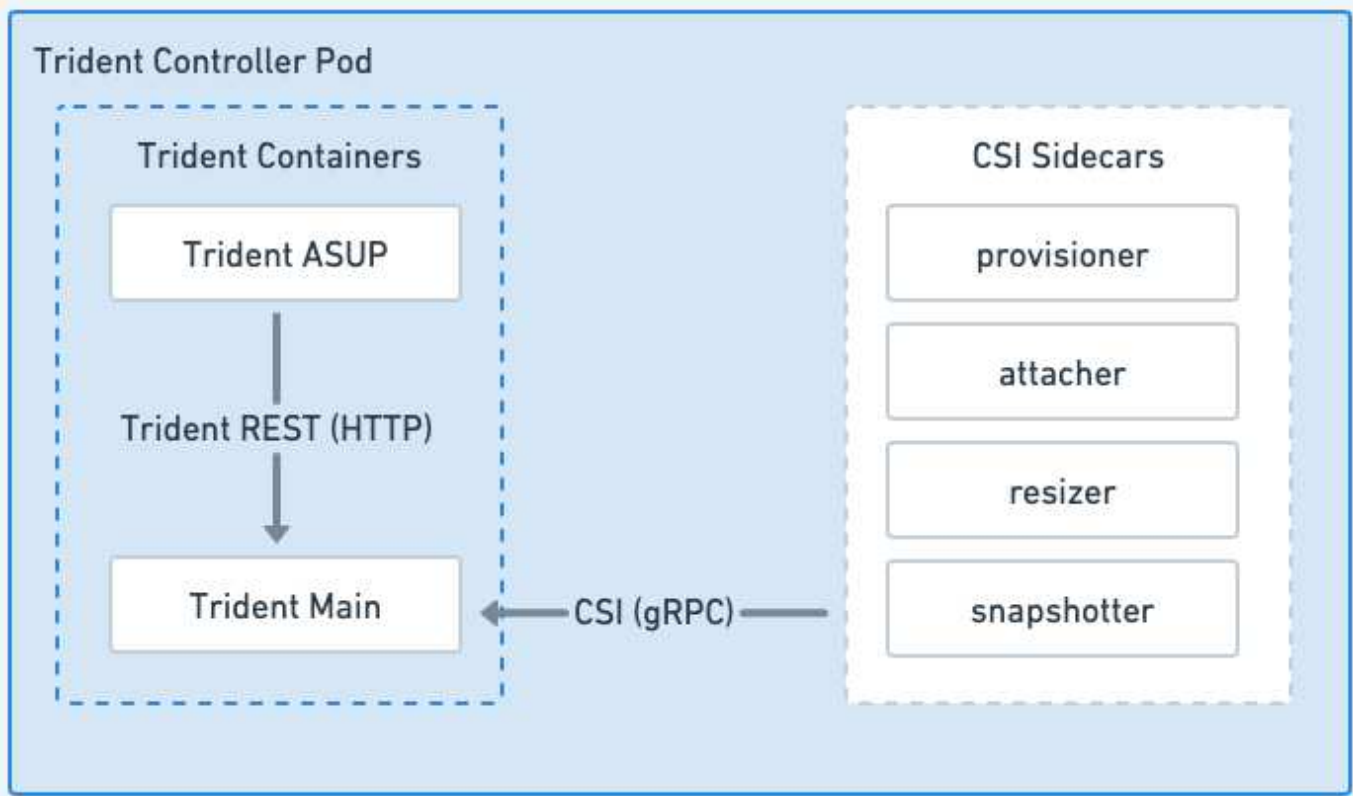 Trident Controller Pod
Trident Containers
Trident ASUP
Trident REST (HTTP)
Trident Main
CSI (gRPC)
CSI Sidecars
provisioner
attacher
resizer
snapshotter